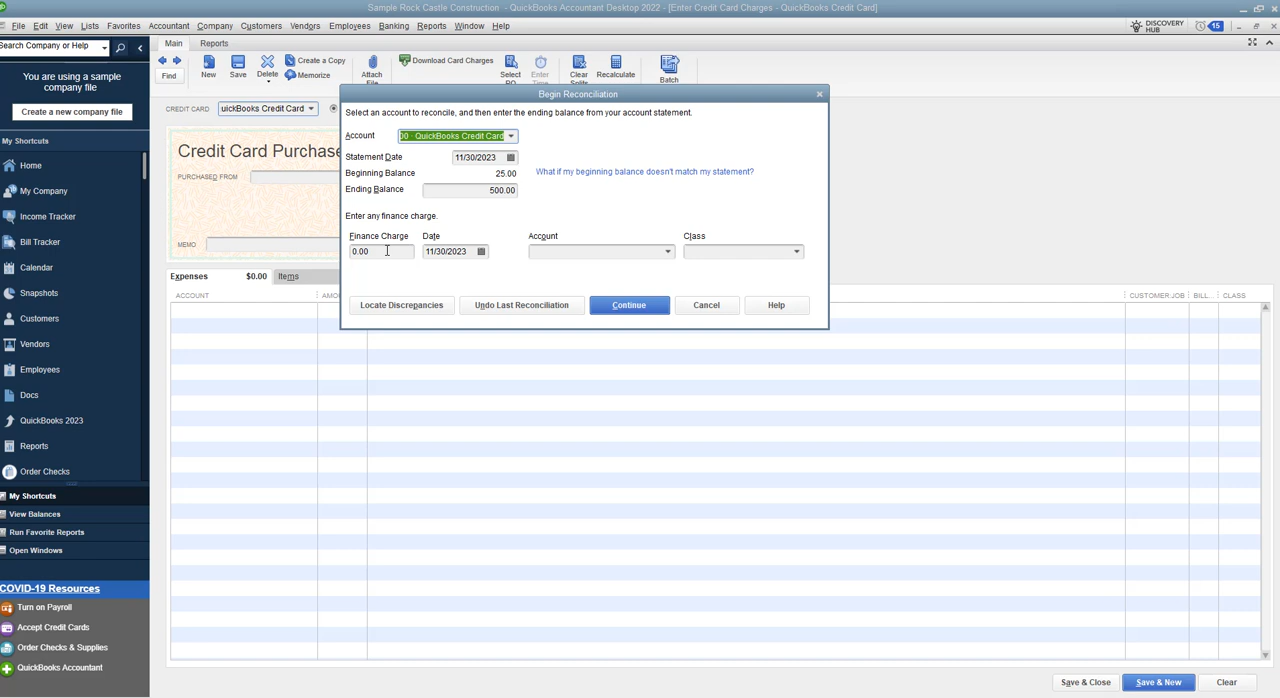 Sample Rock Castle Construction - QuickBooks Accountant Desktop 2022 - [Enter Credit Card Charges - QuickBooks Credit Card]
File Edit View Lists Favorites Accountant Company Customers Vendors Employees Banking Reports Window Help
DISCOVERY HUB
15
Search Company or Help
You are using a sample
company file
Create a new company file
My Shortcuts
Home
My Company
Income Tracker
Bill Tracker
Calendar
Snapshots
Customers
Vendors
Employees
Docs
QuickBooks 2023
Reports
Order Checks
My Shortcuts
View Balances
Run Favorite Reports
Open Windows
COVID-19 Resources
Turn on Payroll
Accept Credit Cards
Order Checks & Supplies
QuickBooks Accountant
Main Reports
Find
New
Save
Delete
Create a Copy
Memorize
Attach
File
Download Card Charges
Select
PO
Enter
Time
Clear
Splits
Recalculate
Batch
CREDIT CARD uickBooks Credit Card
Credit Card Purchase
PURCHASED FROM
MEMO
Expenses $0.00 Items
ACCOUNT
CUSTOMER:JOB BILL... CLASS
Begin Reconciliation
Select an account to reconcile, and then enter the ending balance from your account statement.
Account 00 · QuickBooks Credit Card
Statement Date 11/30/2023
Beginning Balance 25.00 What if my beginning balance doesn't match my statement?
Ending Balance 500.00
Enter any finance charge.
Finance Charge Date Account Class
0.00 11/30/2023
Locate Discrepancies Undo Last Reconciliation Continue Cancel Help
Save & Close Save & New Clear